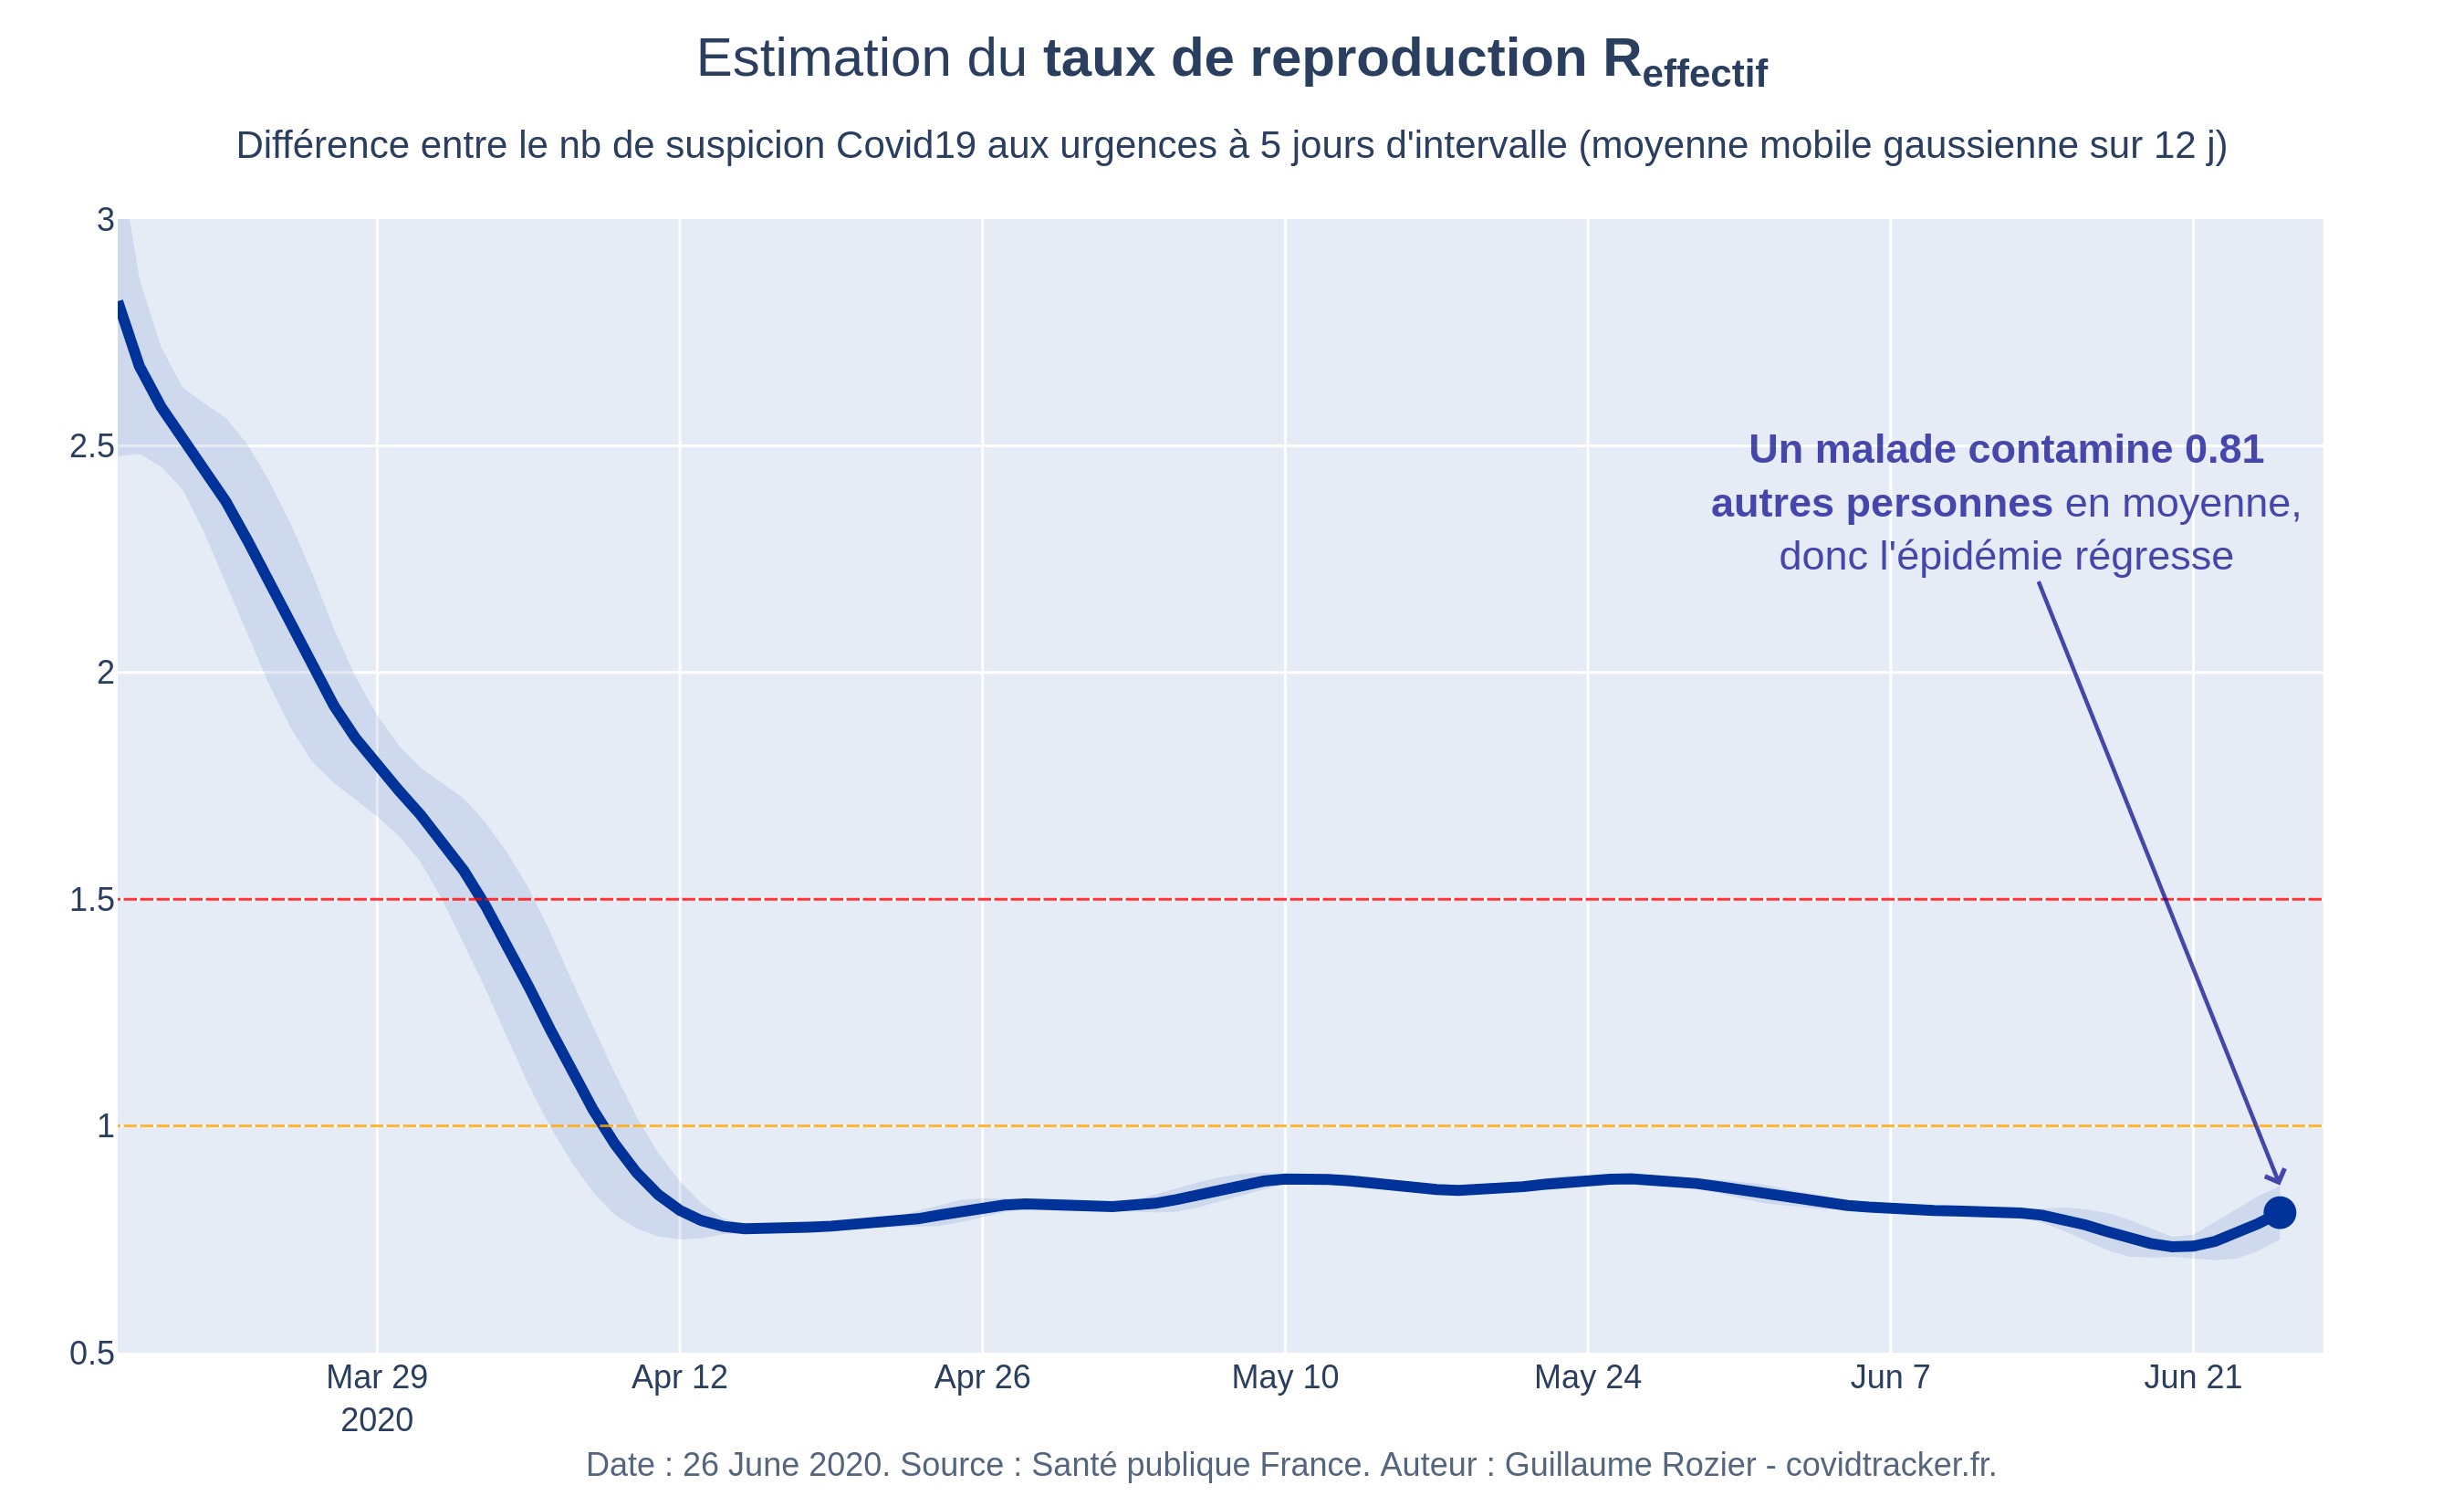 Estimation du taux de reproduction Reffectif
Différence entre le nb de suspicion Covid19 aux urgences à 5 jours d'intervalle (moyenne mobile gaussienne sur 12 j)
3
2.5
2
1.5
1
0.5
Un malade contamine 0.81
autres personnes en moyenne,
donc l'épidémie régresse
Mar 29 Apr 12 Apr 26 May 10 May 24 Jun 7 Jun 21
2020
Date : 26 June 2020. Source : Santé publique France. Auteur : Guillaume Rozier - covidtracker.fr.